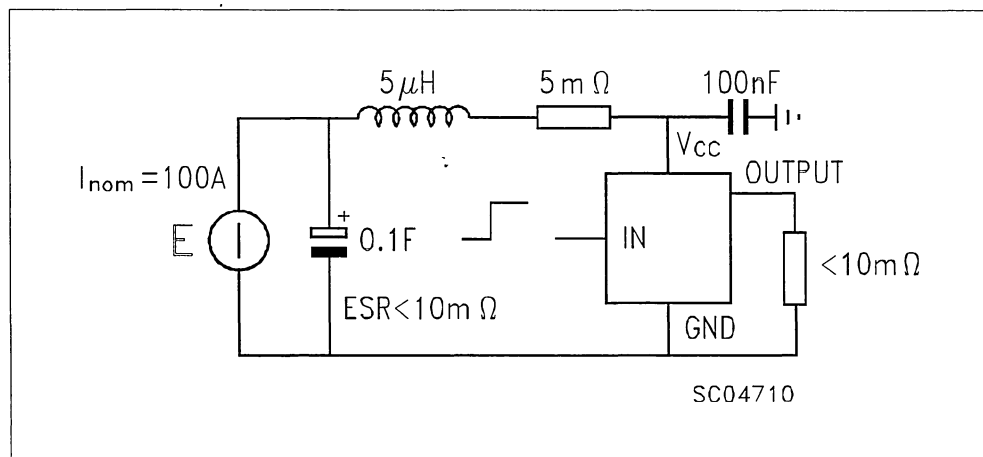 5μH
5mΩ
100nF
VCC
OUTPUT
Inom=100A
E
+
0.1F
IN
<10mΩ
ESR<10mΩ
GND
SC04710